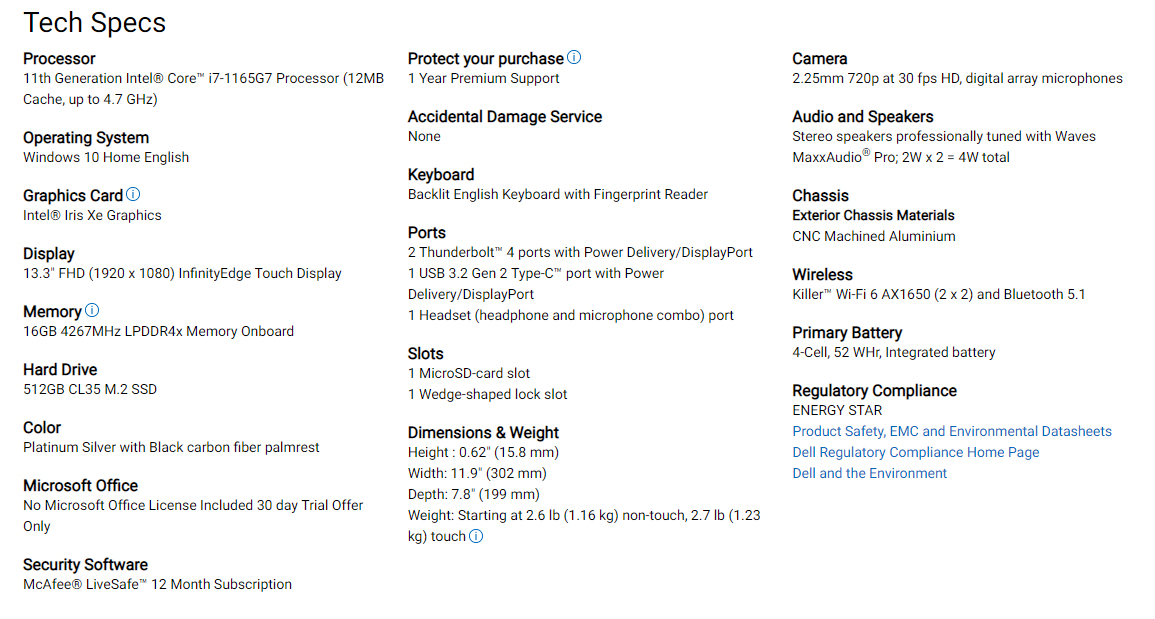 Tech Specs
Processor
11th Generation Intel® Core™ i7-1165G7 Processor (12MB
Cache, up to 4.7 GHz)
Operating System
Windows 10 Home English
Graphics Card
Intel® Iris Xe Graphics
Display
13.3" FHD (1920 x 1080) InfinityEdge Touch Display
Memory
16GB 4267MHz LPDDR4x Memory Onboard
Hard Drive
512GB CL35 M.2 SSD
Color
Platinum Silver with Black carbon fiber palmrest
Microsoft Office
No Microsoft Office License Included 30 day Trial Offer
Only
Security Software
McAfee® LiveSafe™ 12 Month Subscription
Protect your purchase
1 Year Premium Support
Accidental Damage Service
None
Keyboard
Backlit English Keyboard with Fingerprint Reader
Ports
2 Thunderbolt™ 4 ports with Power Delivery/DisplayPort
1 USB 3.2 Gen 2 Type-C™ port with Power
Delivery/DisplayPort
1 Headset (headphone and microphone combo) port
Slots
1 MicroSD-card slot
1 Wedge-shaped lock slot
Dimensions & Weight
Height : 0.62" (15.8 mm)
Width: 11.9" (302 mm)
Depth: 7.8" (199 mm)
Weight: Starting at 2.6 lb (1.16 kg) non-touch, 2.7 lb (1.23
kg) touch
Camera
2.25mm 720p at 30 fps HD, digital array microphones
Audio and Speakers
Stereo speakers professionally tuned with Waves
MaxxAudio® Pro; 2W x 2 = 4W total
Chassis
Exterior Chassis Materials
CNC Machined Aluminium
Wireless
Killer™ Wi-Fi 6 AX1650 (2 x 2) and Bluetooth 5.1
Primary Battery
4-Cell, 52 WHr, Integrated battery
Regulatory Compliance
ENERGY STAR
Product Safety, EMC and Environmental Datasheets
Dell Regulatory Compliance Home Page
Dell and the Environment